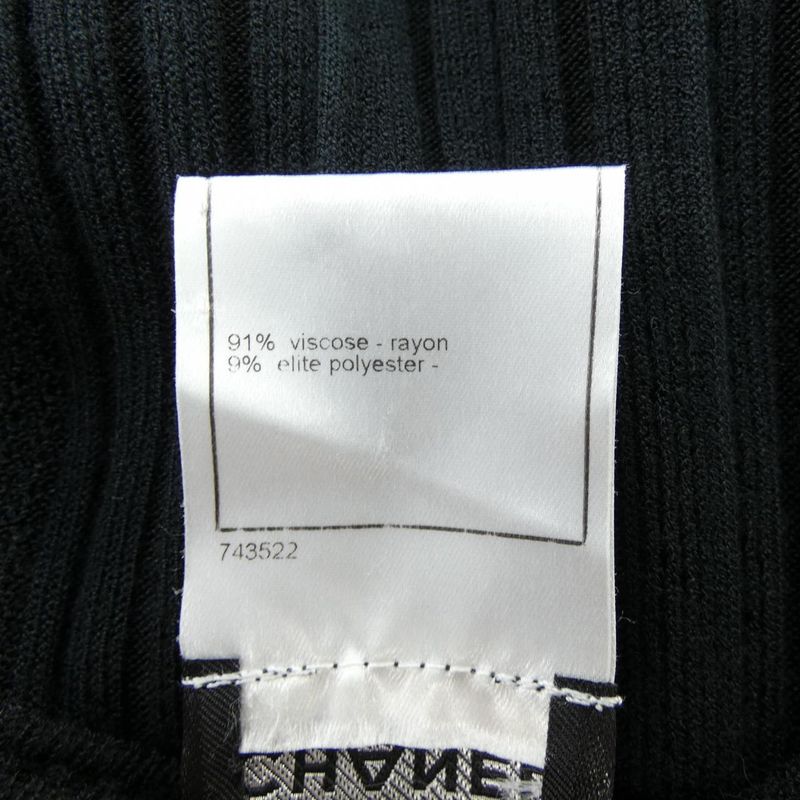 91% viscose - rayon
9% elite polyester -
743522
CHANEL